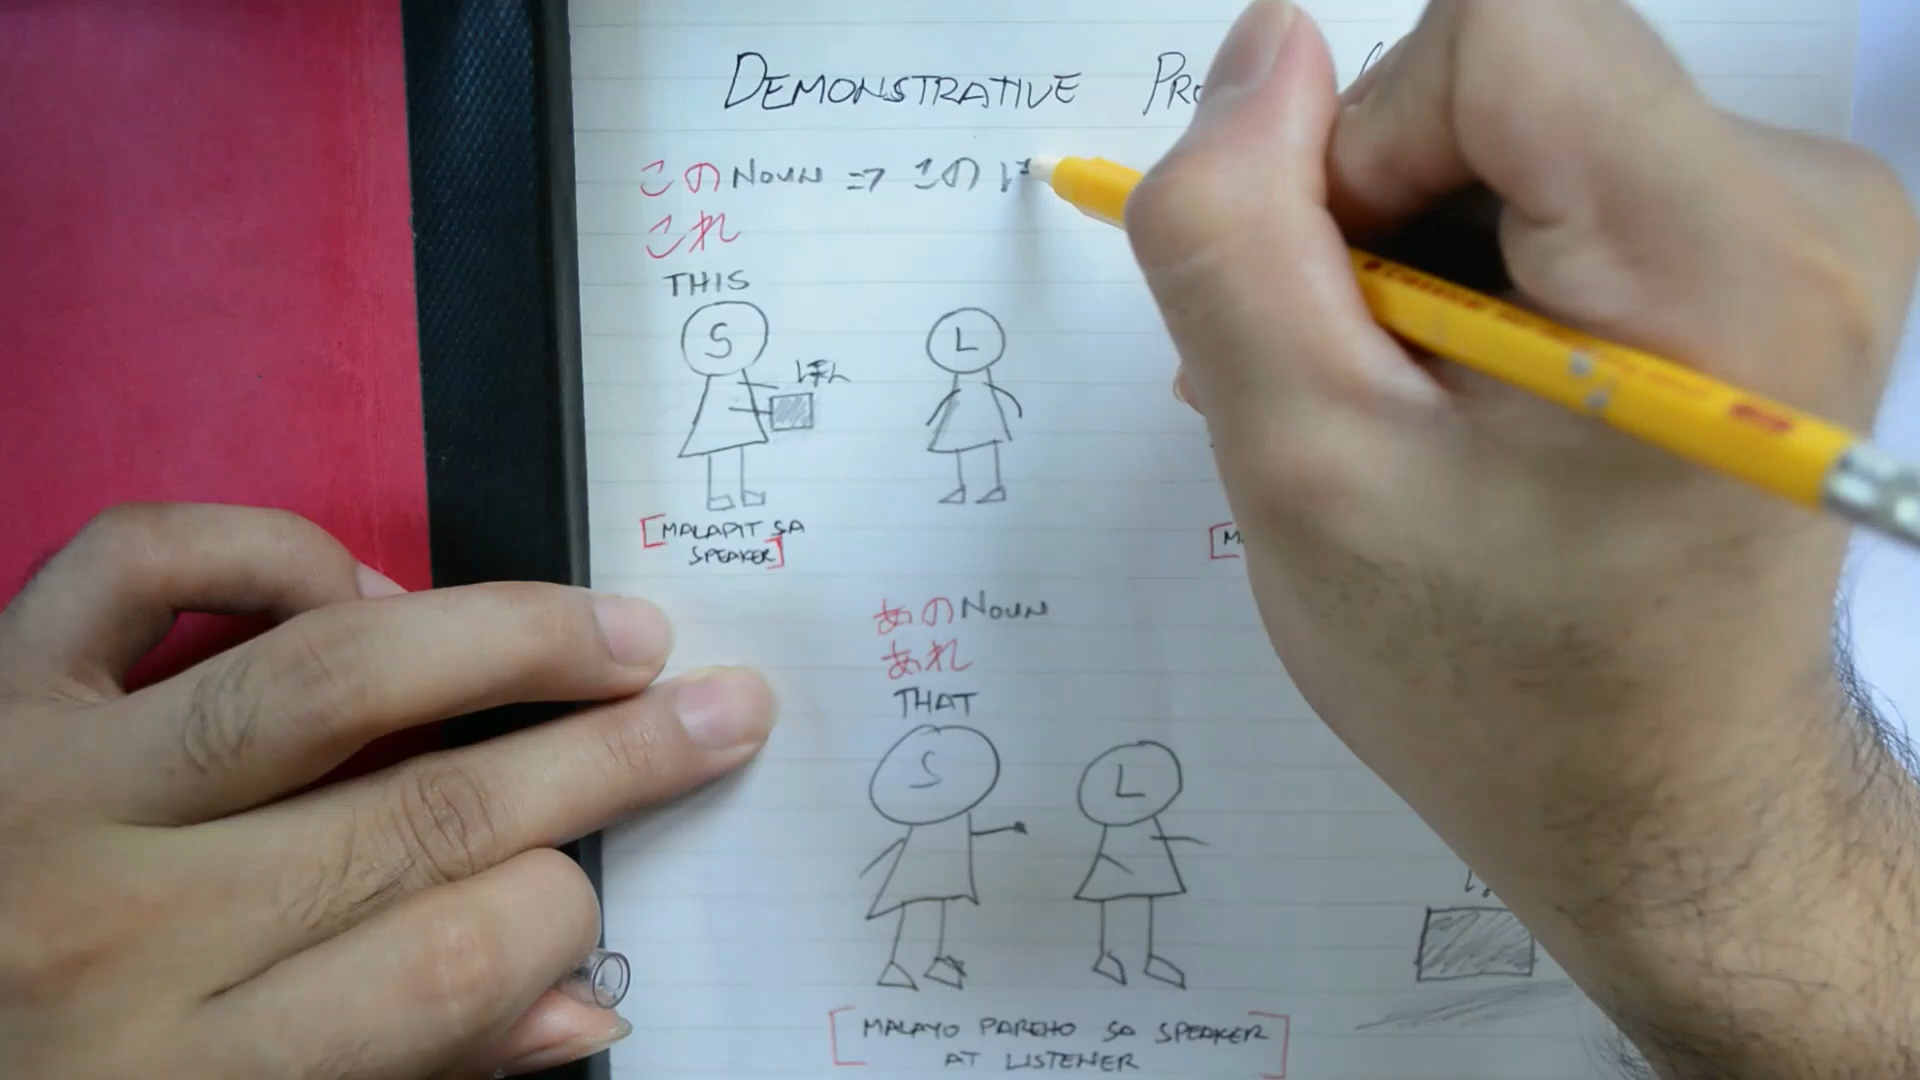 DEMONSTRATIVE
このNOUN => この ほ
これ
THIS
S
L
ほん
[MALAPIT SA
SPEAKER]
あのNOUN
あれ
THAT
S
L
[MALAYO PAREHO SA SPEAKER
AT LISTENER]